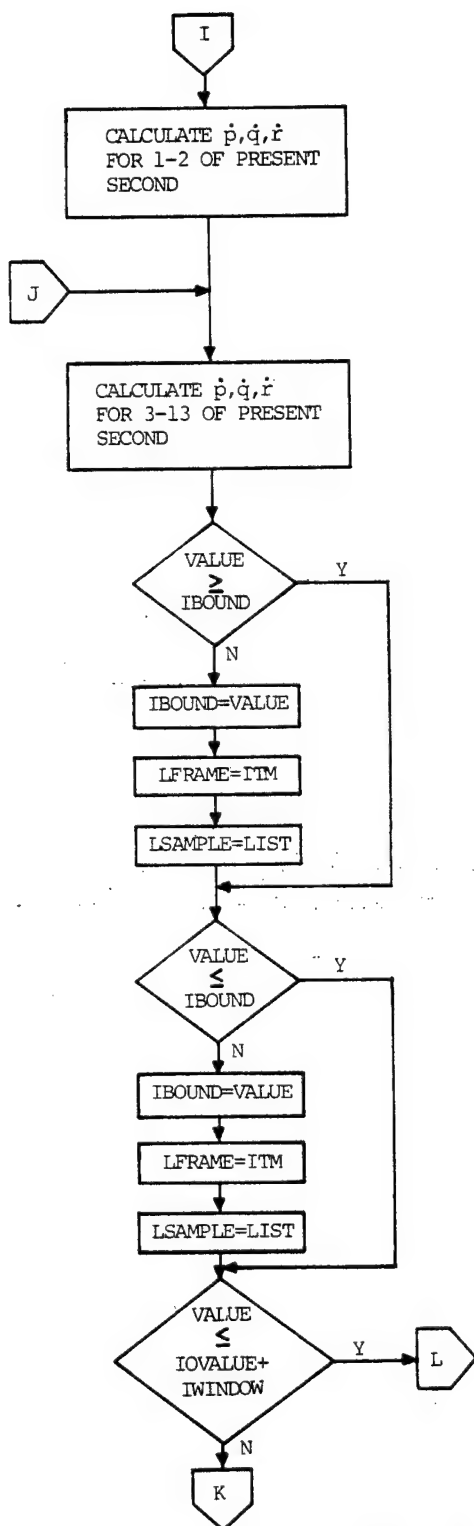 I
CALCULATE ṗ,q̇,ṙ
FOR 1-2 OF PRESENT
SECOND
J
CALCULATE ṗ,q̇,ṙ
FOR 3-13 OF PRESENT
SECOND
VALUE
≥
IBOUND
Y
N
IBOUND=VALUE
LFRAME=ITM
LSAMPLE=LIST
VALUE
≤
IBOUND
Y
N
IBOUND=VALUE
LFRAME=ITM
LSAMPLE=LIST
VALUE
≤
IOVALUE+
IWINDOW
Y
L
N
K